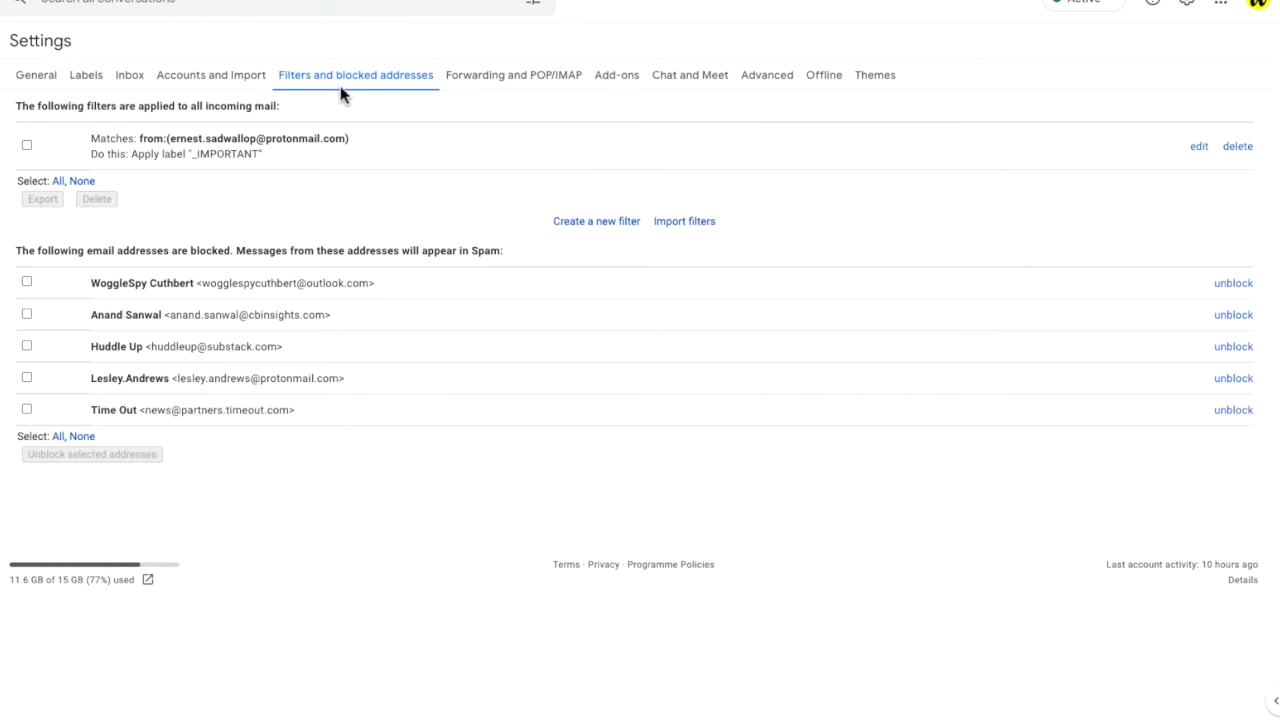 Search all conversations
Active
Settings
General Labels Inbox Accounts and Import Filters and blocked addresses Forwarding and POP/IMAP Add-ons Chat and Meet Advanced Offline Themes
The following filters are applied to all incoming mail:
Matches: from:(ernest.sadwallop@protonmail.com)
Do this: Apply label "_IMPORTANT"
edit delete
Select: All, None
Export Delete
Create a new filter Import filters
The following email addresses are blocked. Messages from these addresses will appear in Spam:
WoggleSpy Cuthbert <wogglespycuthbert@outlook.com> unblock
Anand Sanwal <anand.sanwal@cbinsights.com> unblock
Huddle Up <huddleup@substack.com> unblock
Lesley.Andrews <lesley.andrews@protonmail.com> unblock
Time Out <news@partners.timeout.com> unblock
Select: All, None
Unblock selected addresses
11.6 GB of 15 GB (77%) used
Terms · Privacy · Programme Policies
Last account activity: 10 hours ago
Details